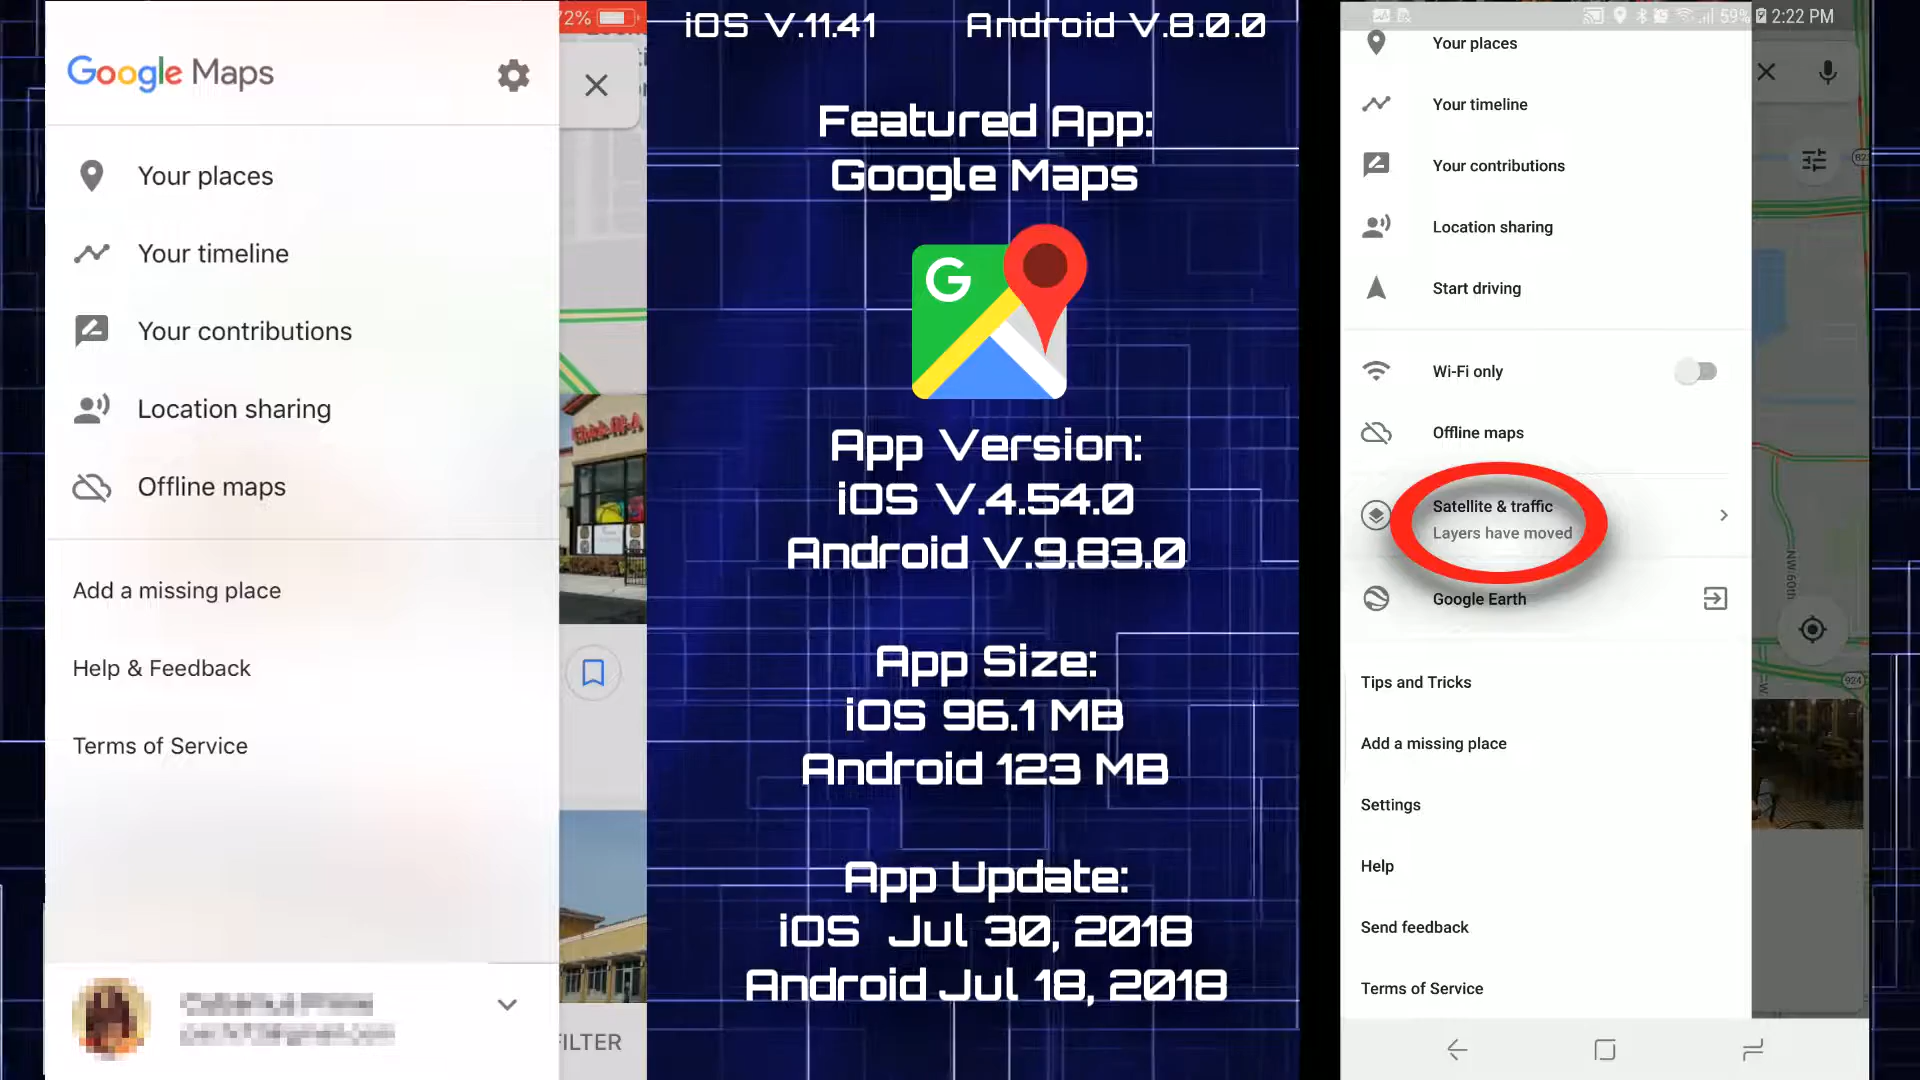 72%
Google Maps
Your places
Your timeline
Your contributions
Location sharing
Offline maps
Add a missing place
Help & Feedback
Terms of Service
Chick-fil-A
FILTER
iOS V.11.41
Android V.8.0.0
Featured App:
Google Maps
G
App Version:
iOS V.4.54.0
Android V.9.83.0
App Size:
iOS 96.1 MB
Android 123 MB
App Update:
iOS Jul 30, 2018
Android Jul 18, 2018
59% 2:22 PM
Your places
Your timeline
Your contributions
Location sharing
Start driving
Wi-Fi only
Offline maps
Satellite & traffic
Layers have moved
Google Earth
Tips and Tricks
Add a missing place
Settings
Help
Send feedback
Terms of Service
NW 60th
924